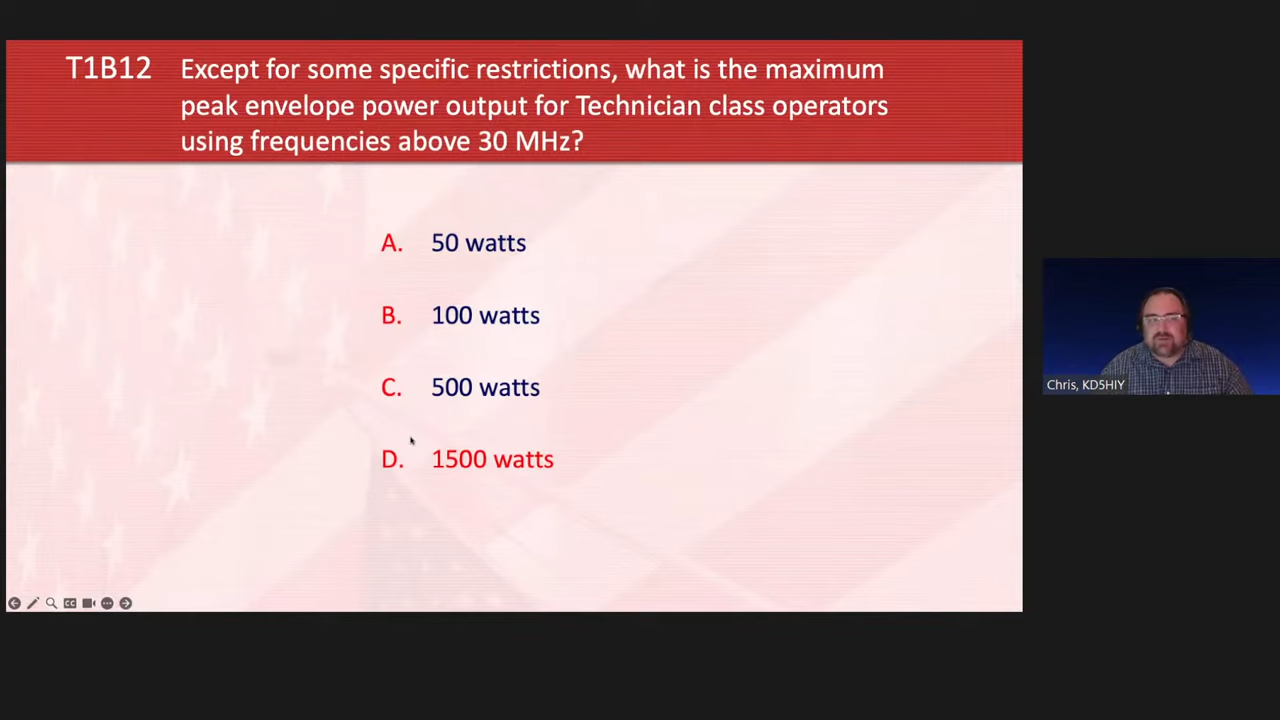 T1B12 Except for some specific restrictions, what is the maximum
peak envelope power output for Technician class operators
using frequencies above 30 MHz?
A. 50 watts
B. 100 watts
C. 500 watts
D. 1500 watts
Chris, KD5HIY
CC